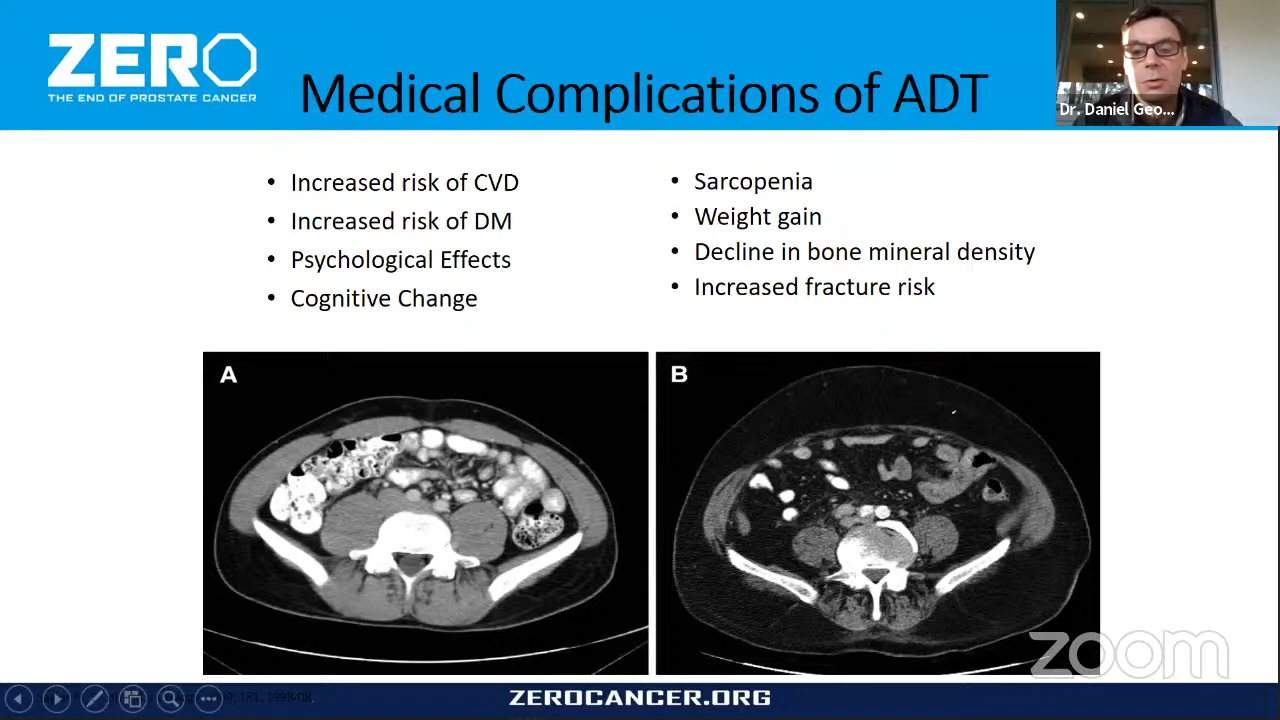 ZERO
THE END OF PROSTATE CANCER
Medical Complications of ADT
Dr. Daniel Geo...
• Increased risk of CVD
• Increased risk of DM
• Psychological Effects
• Cognitive Change
• Sarcopenia
• Weight gain
• Decline in bone mineral density
• Increased fracture risk
A
B
zoom
ZEROCANCER.ORG